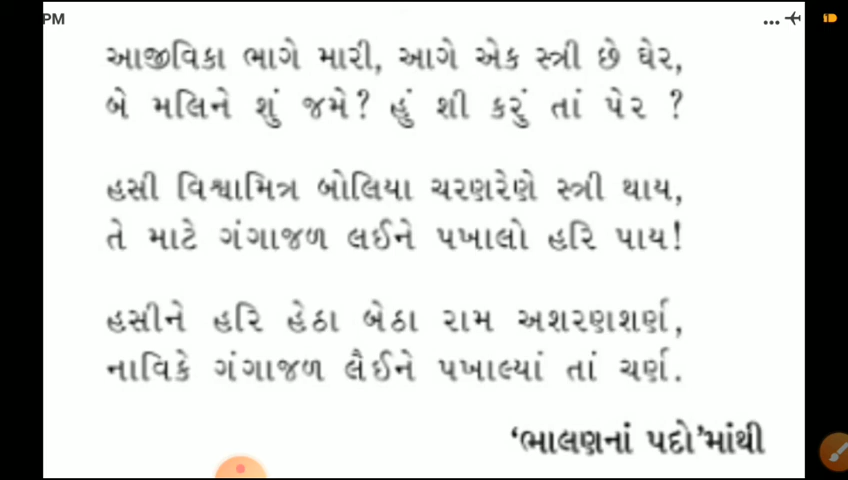 PM
આજીવિકા ભાગે મારી, આગે એક સ્ત્રી છે ઘેર,
બે મલિને શું જમે? હું શી કરું તાં પેર ?
હસી વિશ્વામિત્ર બોલિયા ચરણરેણે સ્ત્રી થાય,
તે માટે ગંગાજળ લઈને પખાલો હરિ પાય!
હસીને હરિ હેઠા બેઠા રામ અશરણશર્ણ,
નાવિકે ગંગાજળ લૈઈને પખાલ્યાં તાં ચર્ણ.
‘ભાલણનાં પદો’માંથી